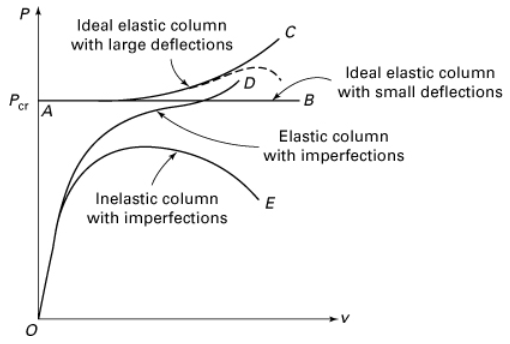 P
Ideal elastic column
with large deflections
C
D
Ideal elastic column
with small deflections
Pcr
A
B
Elastic column
with imperfections
Inelastic column
with imperfections
E
O
v